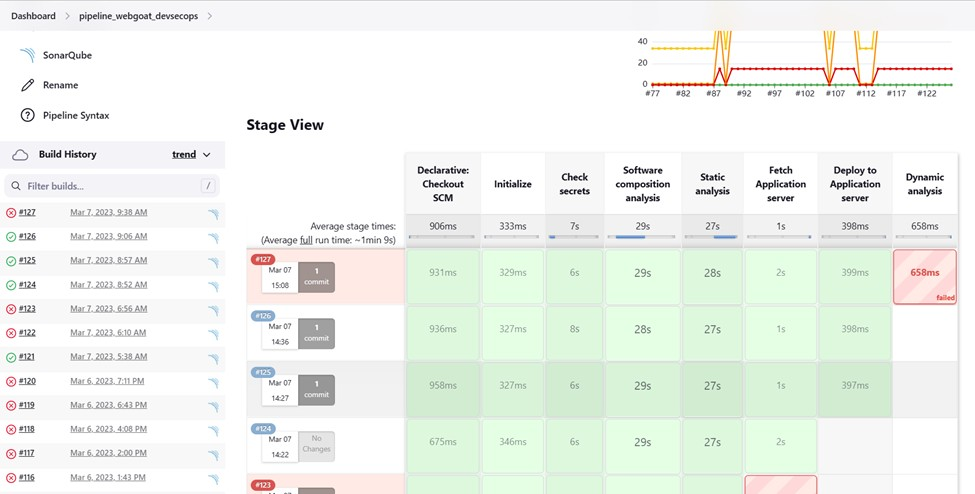 Dashboard > pipeline_webgoat_devsecops >
SonarQube
Rename
Pipeline Syntax
Build History trend
Filter builds... /
#127 Mar 7, 2023, 9:38 AM
#126 Mar 7, 2023, 9:06 AM
#125 Mar 7, 2023, 8:57 AM
#124 Mar 7, 2023, 8:52 AM
#123 Mar 7, 2023, 6:56 AM
#122 Mar 7, 2023, 6:10 AM
#121 Mar 7, 2023, 5:38 AM
#120 Mar 6, 2023, 7:11 PM
#119 Mar 6, 2023, 6:43 PM
#118 Mar 6, 2023, 4:08 PM
#117 Mar 6, 2023, 2:00 PM
#116 Mar 6, 2023, 1:43 PM
40
20
0
#77 #82 #87 #92 #97 #102 #107 #112 #117 #122
Stage View
Declarative:
Checkout
SCM
Initialize
Check
secrets
Software
composition
analysis
Static
analysis
Fetch
Application
server
Deploy to
Application
server
Dynamic
analysis
Average stage times:
(Average full run time: ~1min 9s)
906ms 333ms 7s 29s 27s 1s 398ms 658ms
#127
Mar 07
15:08
1
commit
931ms 329ms 6s 29s 28s 2s 399ms 658ms
failed
#126
Mar 07
14:36
1
commit
936ms 327ms 8s 28s 27s 1s 398ms
#125
Mar 07
14:27
1
commit
958ms 327ms 6s 29s 27s 1s 397ms
#124
Mar 07
14:22
No
Changes
675ms 346ms 6s 29s 27s 2s
#123